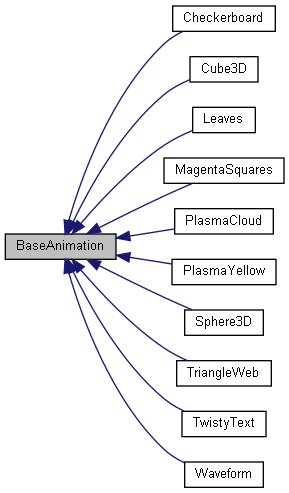 Checkerboard
Cube3D
Leaves
MagentaSquares
PlasmaCloud
BaseAnimation
PlasmaYellow
Sphere3D
TriangleWeb
TwistyText
Waveform